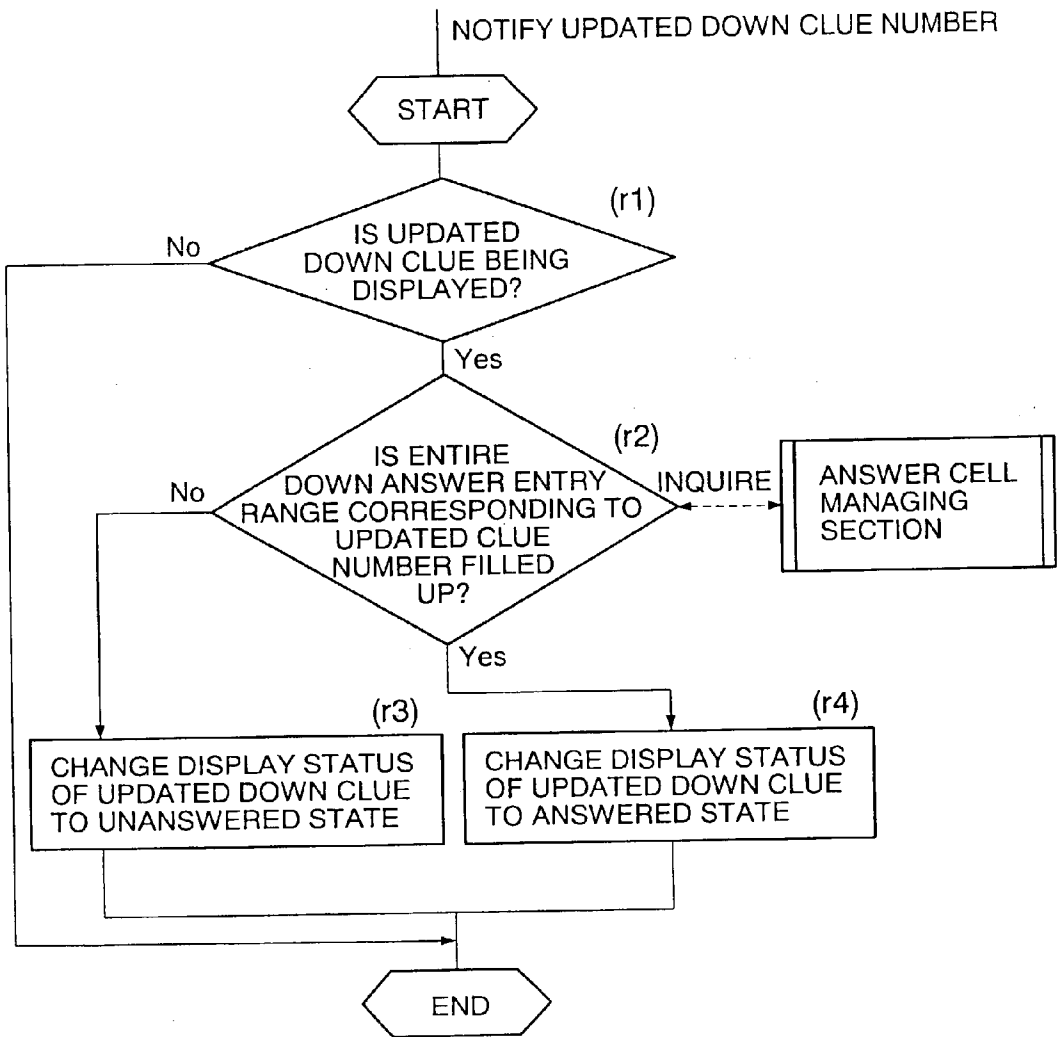 NOTIFY UPDATED DOWN CLUE NUMBER
START
(r1)
IS UPDATED
DOWN CLUE BEING
DISPLAYED?
No
Yes
(r2)
IS ENTIRE
DOWN ANSWER ENTRY
RANGE CORRESPONDING TO
UPDATED CLUE
NUMBER FILLED
UP?
No
INQUIRE
ANSWER CELL
MANAGING
SECTION
Yes
(r3)
CHANGE DISPLAY STATUS
OF UPDATED DOWN CLUE
TO UNANSWERED STATE
(r4)
CHANGE DISPLAY STATUS
OF UPDATED DOWN CLUE
TO ANSWERED STATE
END